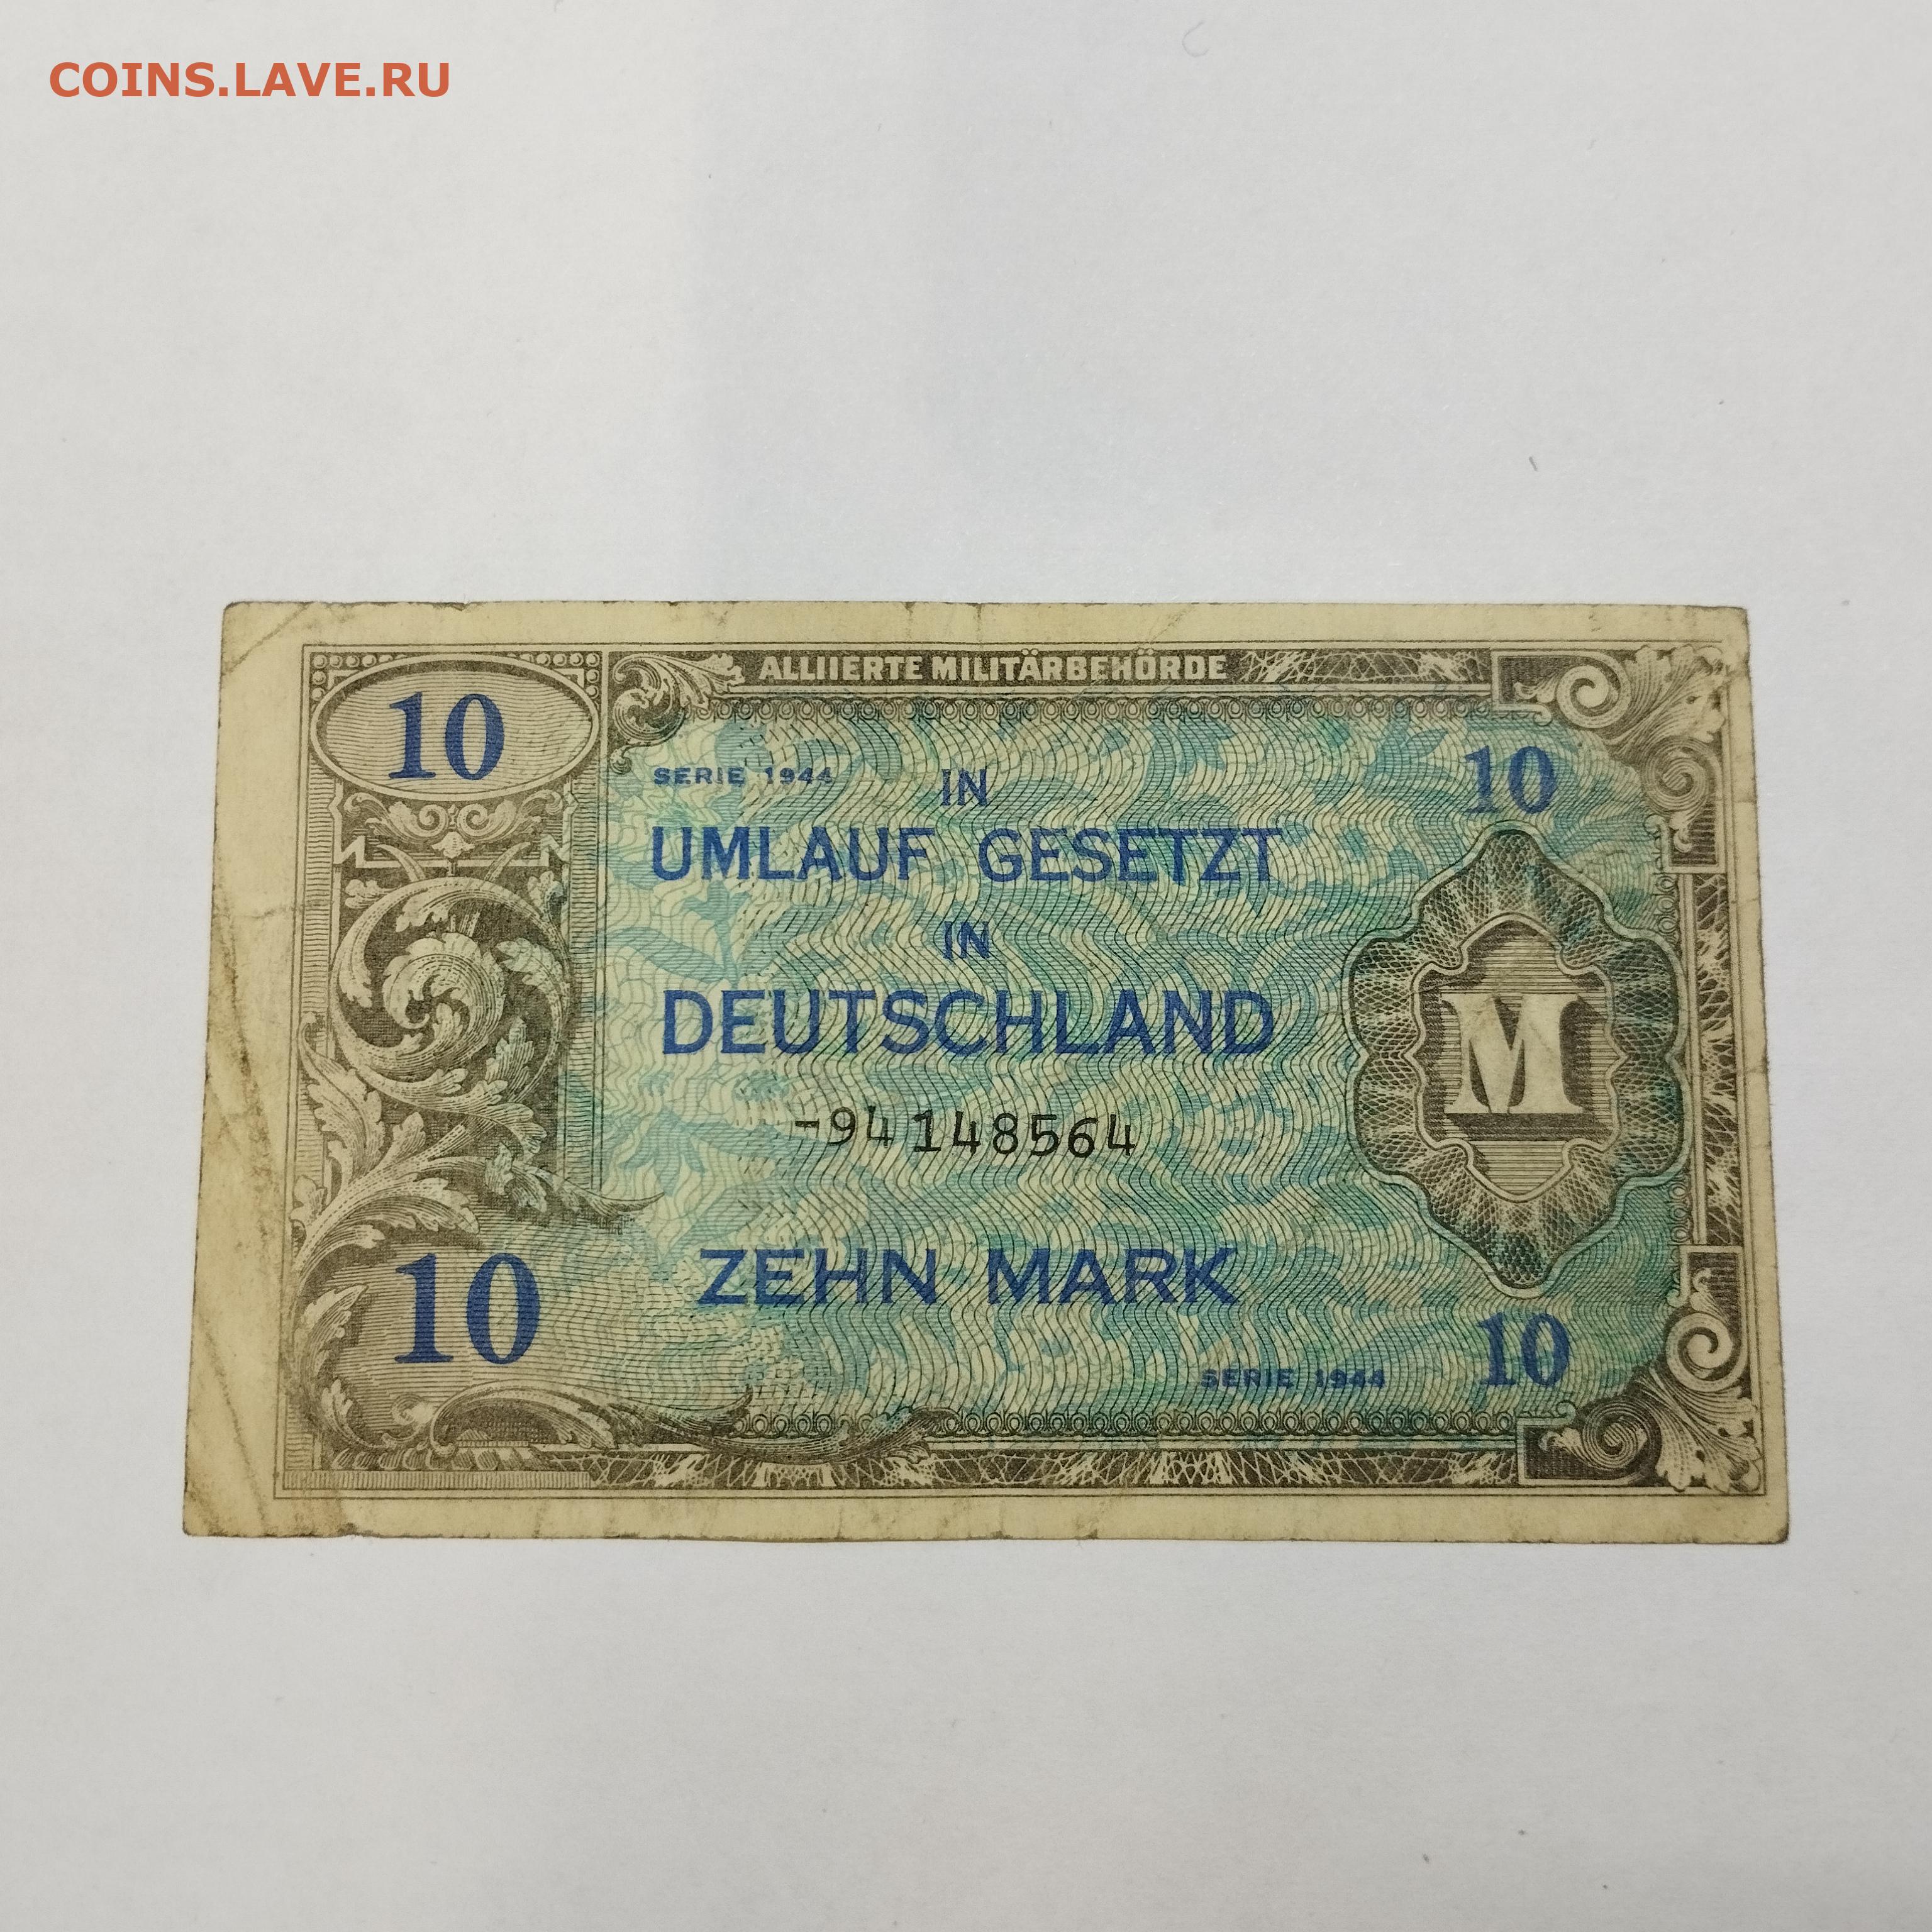 COINS.LAVE.RU
ALLIIERTE MILITÄRBEHÖRDE
10
SERIE 1944
IN
10
UMLAUF GESETZT
IN
DEUTSCHLAND
M
-94148564
10
ZEHN MARK
10
SERIE 1944